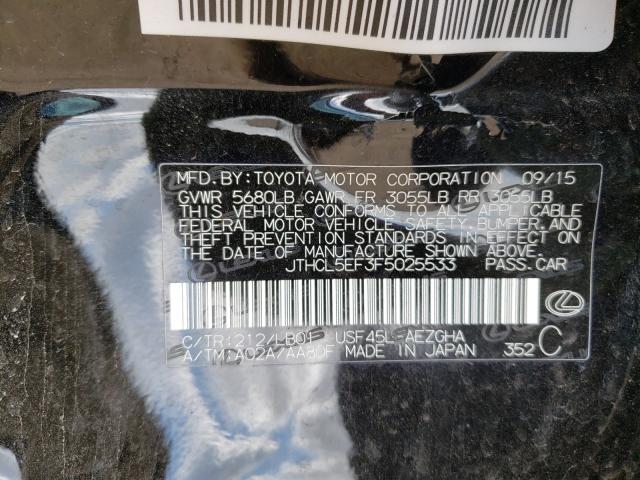 MFD. BY: TOYOTA MOTOR CORPORATION 09/15
GVWR 5680LB GAWR FR 3055LB RR 3055LB
THIS VEHICLE CONFORMS TO ALL APPLICABLE
FEDERAL MOTOR VEHICLE SAFETY, BUMPER, AND
THEFT PREVENTION STANDARDS IN EFFECT ON
THE DATE OF MANUFACTURE SHOWN ABOVE.
JTHCL5EF3F5025533 PASS. CAR
C/TR:212/LB01 USF45L-AEZGHA
A/TM: A02A/AA80F MADE IN JAPAN 352 C